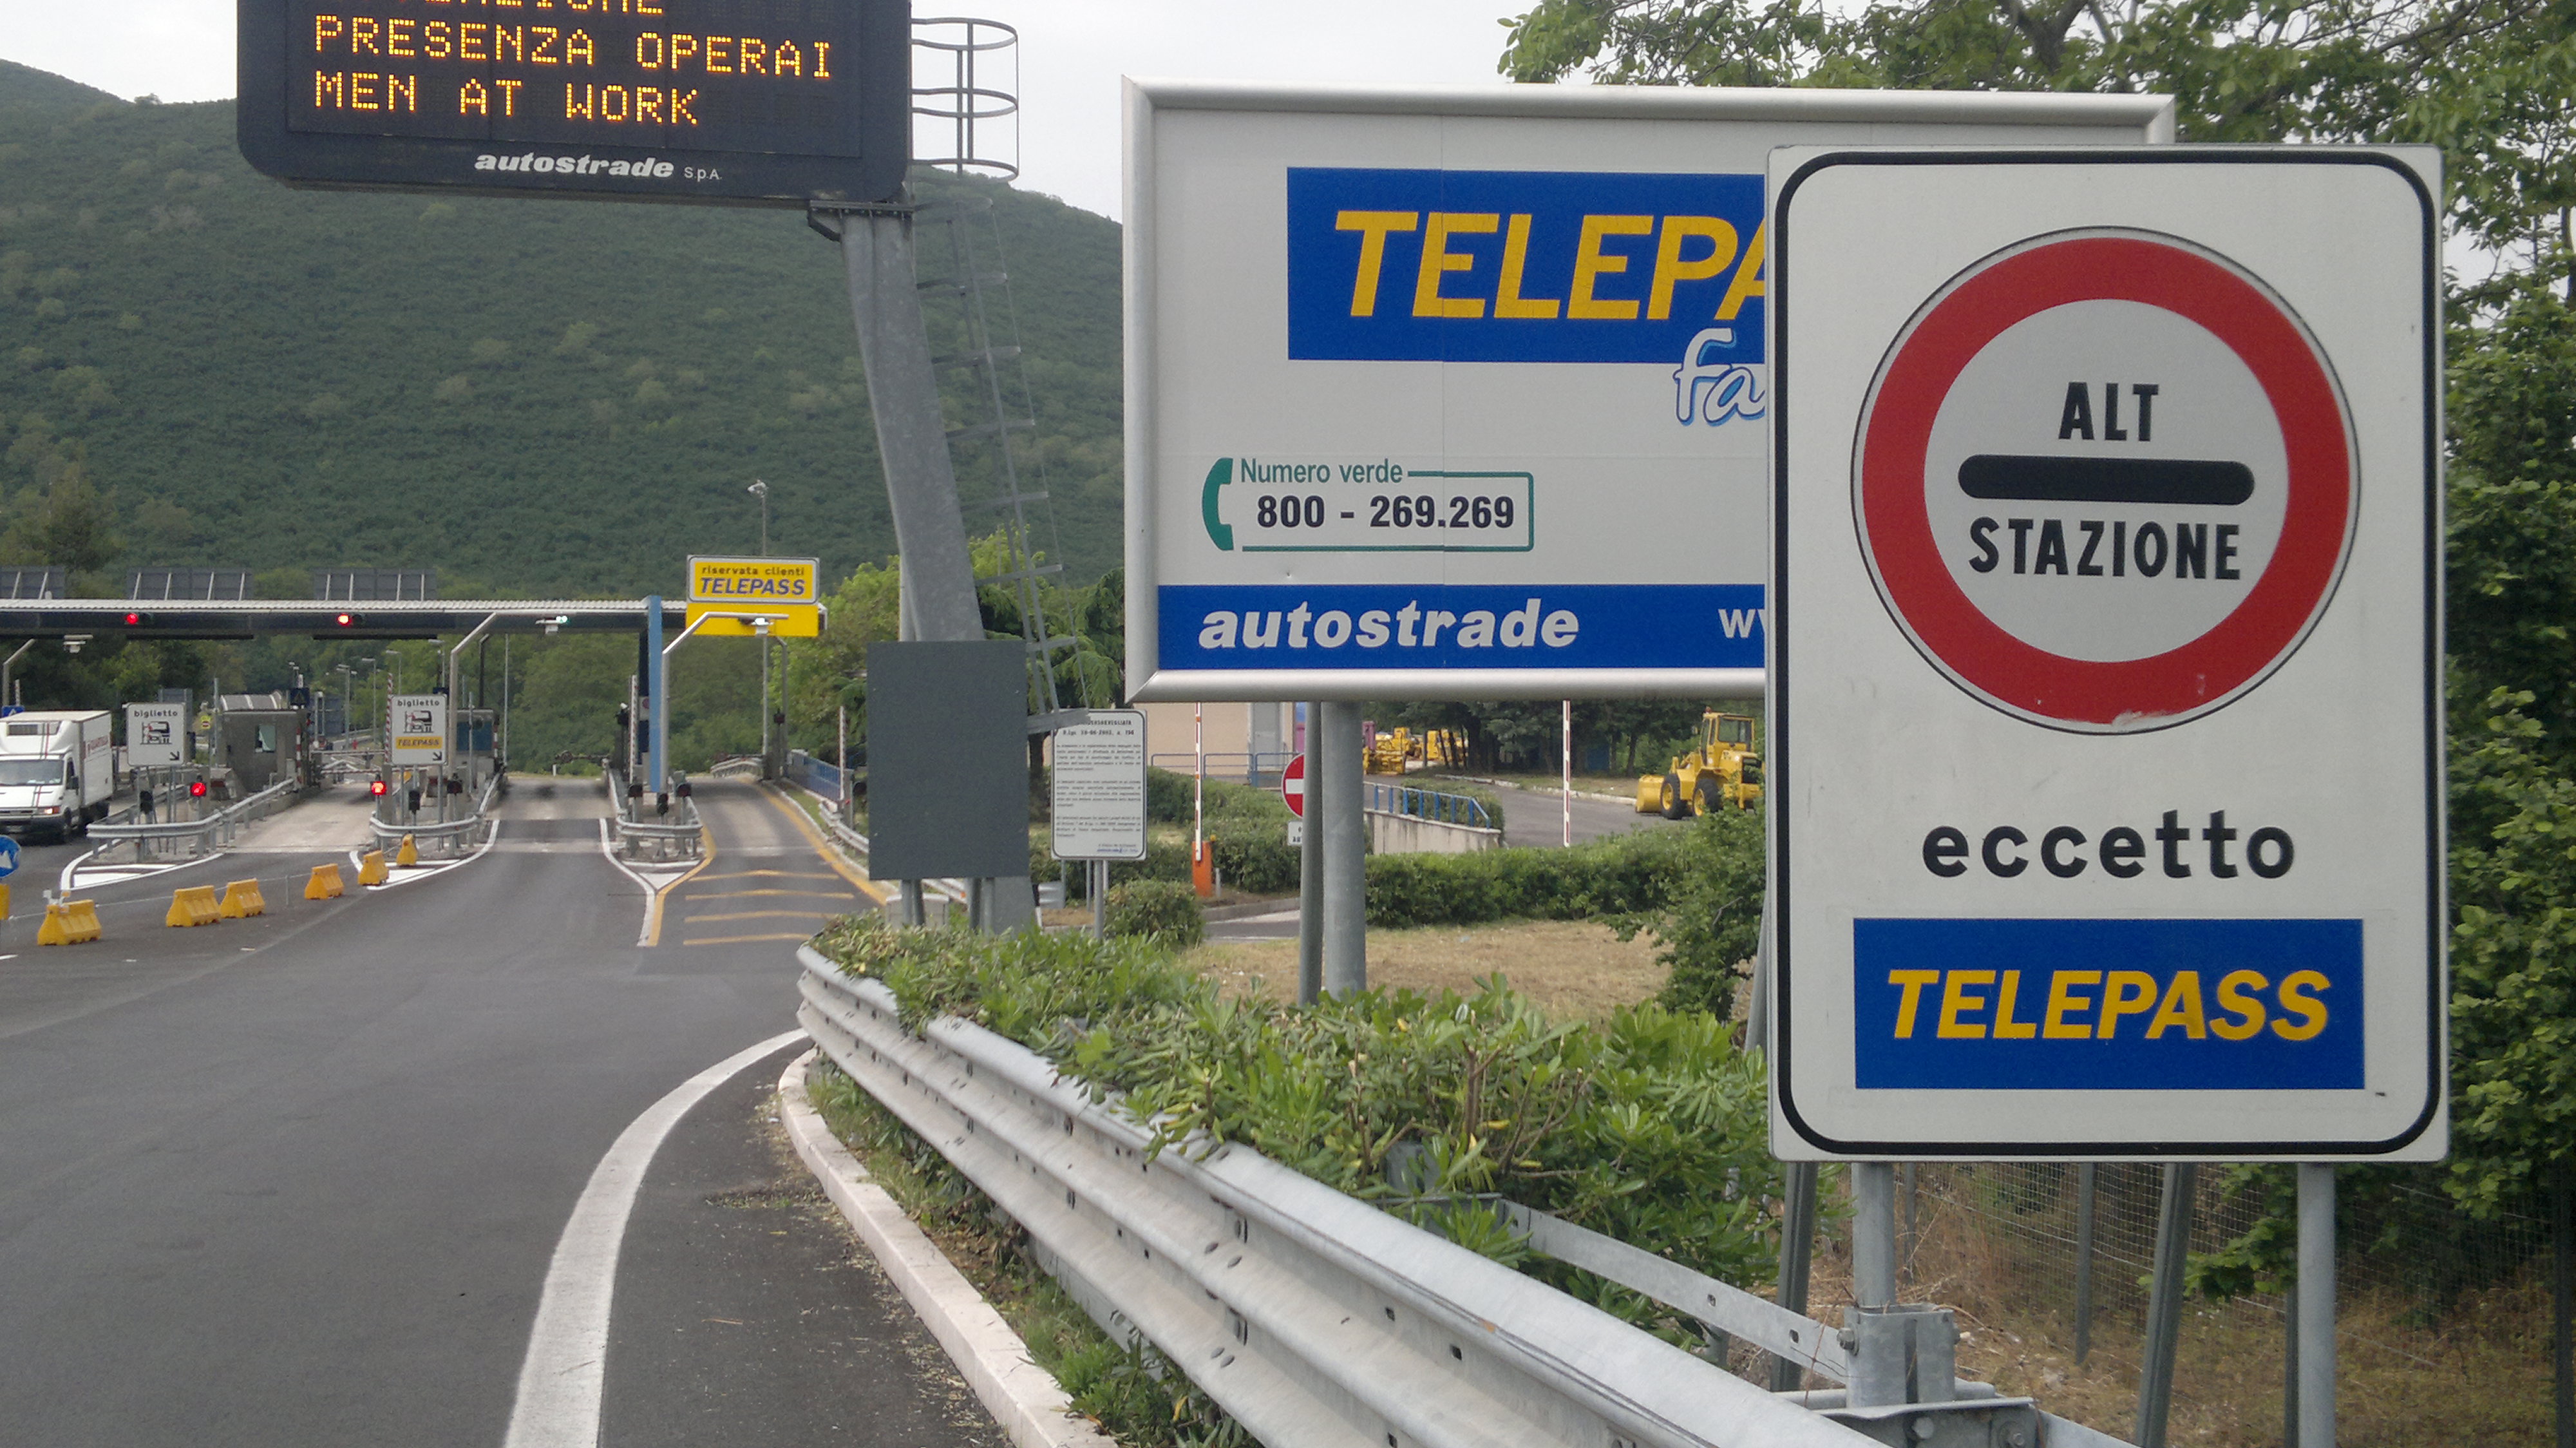 PRESENZA OPERAI
MEN AT WORK
autostrade S.p.A.
TELEPA
fa
Numero verde
800 - 269.269
autostrade
ALT
STAZIONE
eccetto
TELEPASS
riservata clienti
TELEPASS
biglietto
biglietto
TELEPASS